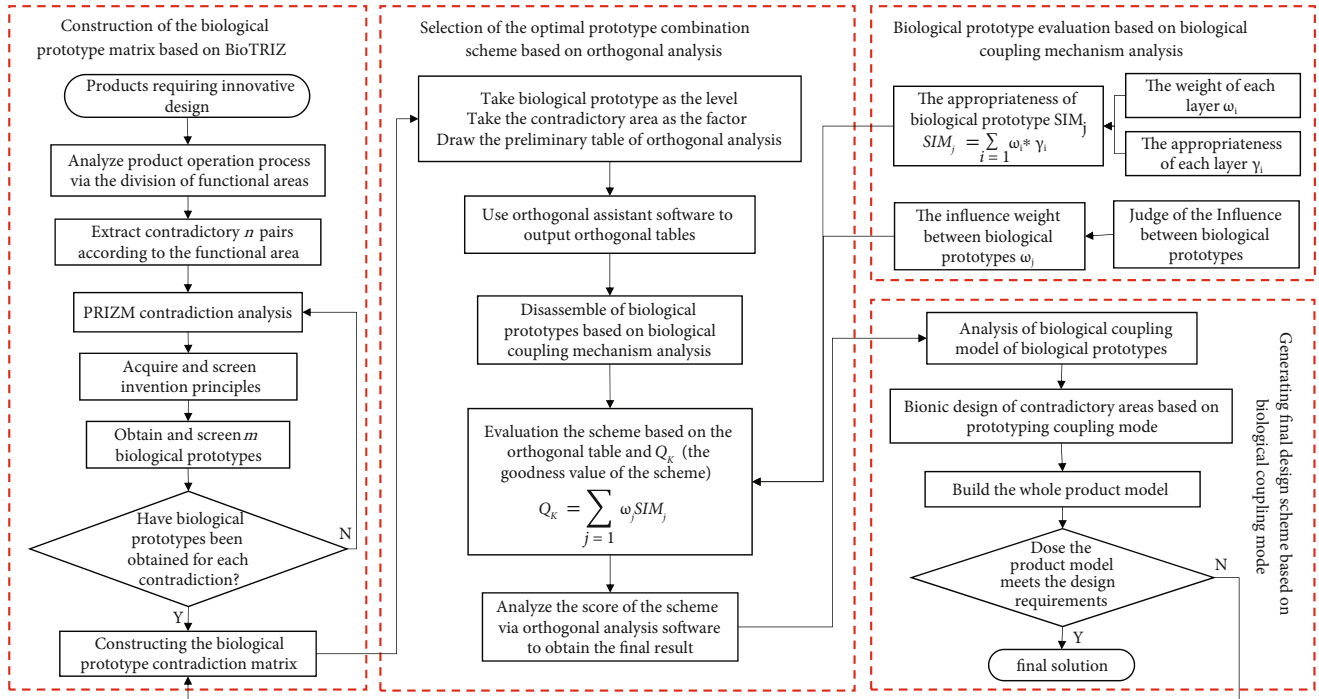 Construction of the biological
prototype matrix based on BioTRIZ
Products requiring innovative
design
Analyze product operation process
via the division of functional areas
Extract contradictory n pairs
according to the functional area
PRIZM contradiction analysis
Acquire and screen
invention principles
Obtain and screen m
biological prototypes
Have biological
prototypes been
obtained for each
contradiction?
N
Y
Constructing the biological
prototype contradiction matrix
Selection of the optimal prototype combination
scheme based on orthogonal analysis
Take biological prototype as the level
Take the contradictory area as the factor
Draw the preliminary table of orthogonal analysis
Use orthogonal assistant software to
output orthogonal tables
Disassemble of biological
prototypes based on biological
coupling mechanism analysis
Evaluation the scheme based on the
orthogonal table and Q_K (the
goodness value of the scheme)
Q_K = ∑_{j = 1} ω_j SIM_j
Analyze the score of the scheme
via orthogonal analysis software
to obtain the final result
Biological prototype evaluation based on biological
coupling mechanism analysis
The appropriateness of
biological prototype SIM_j
SIM_j = ∑_{i = 1} ω_i* γ_i
The weight of each
layer ω_i
The appropriateness
of each layer γ_i
The influence weight
between biological
prototypes ω_j
Judge of the Influence
between biological
prototypes
Analysis of biological coupling
model of biological prototypes
Bionic design of contradictory areas based on
prototyping coupling mode
Build the whole product model
Dose the
product model
meets the design
requirements
N
Y
final solution
Generating final design scheme based on
biological coupling mode